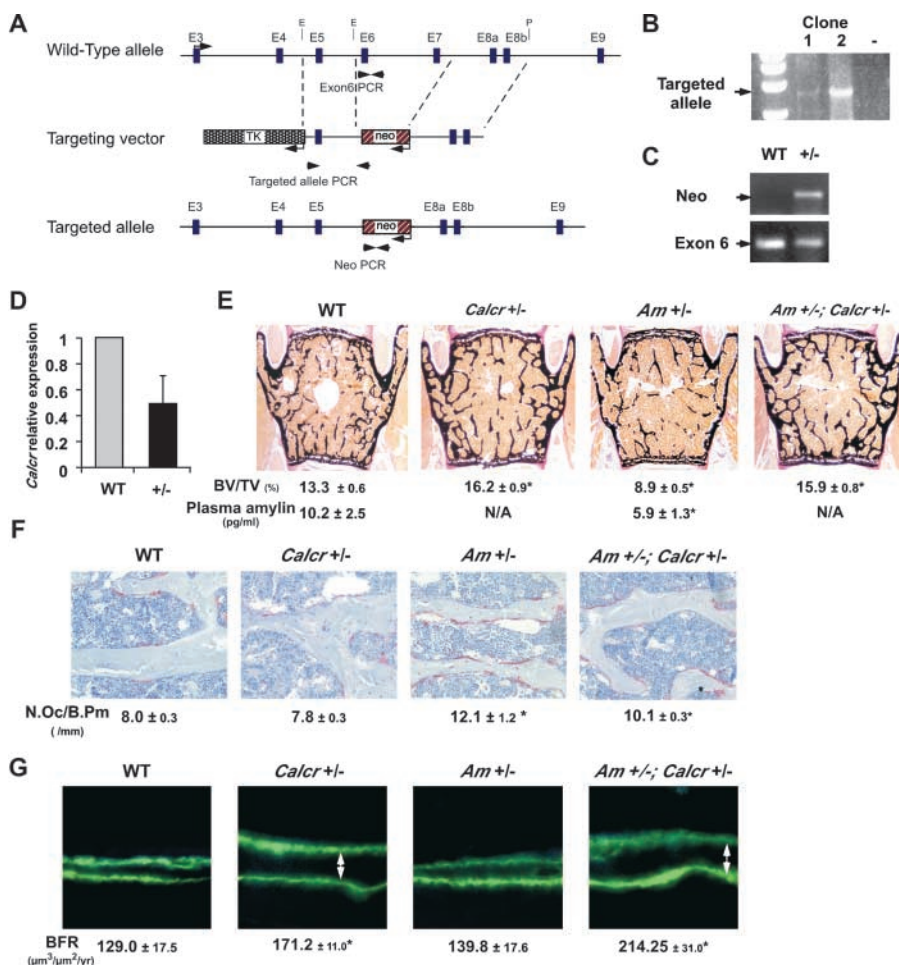 A
E E P
E3 E4 E5 E6 E7 E8a E8b E9
Wild-Type allele
Exon6 PCR
Targeting vector
TK neo
Targeted allele PCR
E3 E4 E5 E8a E8b E9
Targeted allele
neo
Neo PCR
B
Clone
1 2 -
Targeted
allele
C
WT +/-
Neo
Exon 6
D
Calcr relative expression
1
0.8
0.6
0.4
0.2
0
WT +/-
E
WT Calcr +/- Am +/- Am +/-; Calcr +/-
BV/TV (%) 13.3 ± 0.6 16.2 ± 0.9* 8.9 ± 0.5* 15.9 ± 0.8*
Plasma amylin 10.2 ± 2.5 N/A 5.9 ± 1.3* N/A
(pg/ml)
F
WT Calcr +/- Am +/- Am +/-; Calcr +/-
N.Oc/B.Pm 8.0 ± 0.3 7.8 ± 0.3 12.1 ± 1.2 * 10.1 ± 0.3*
( /mm)
G
WT Calcr +/- Am +/- Am +/-; Calcr +/-
BFR 129.0 ± 17.5 171.2 ± 11.0* 139.8 ± 17.6 214.25 ± 31.0*
(μm³/μm²/yr)